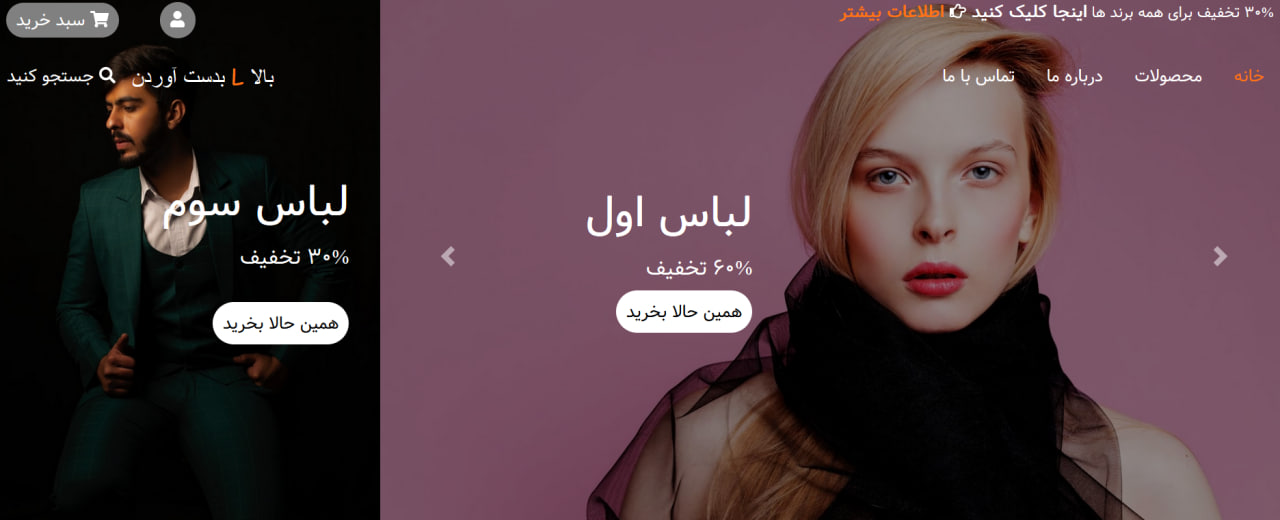 ۳۰% تخفیف برای همه برند ها اینجا کلیک کنید اطلاعات بیشتر
سبد خرید
خانه
محصولات
درباره ما
تماس با ما
بالا L بدست آوردن
جستجو کنید
لباس اول
۶۰% تخفیف
همین حالا بخرید
لباس سوم
۳۰% تخفیف
همین حالا بخرید